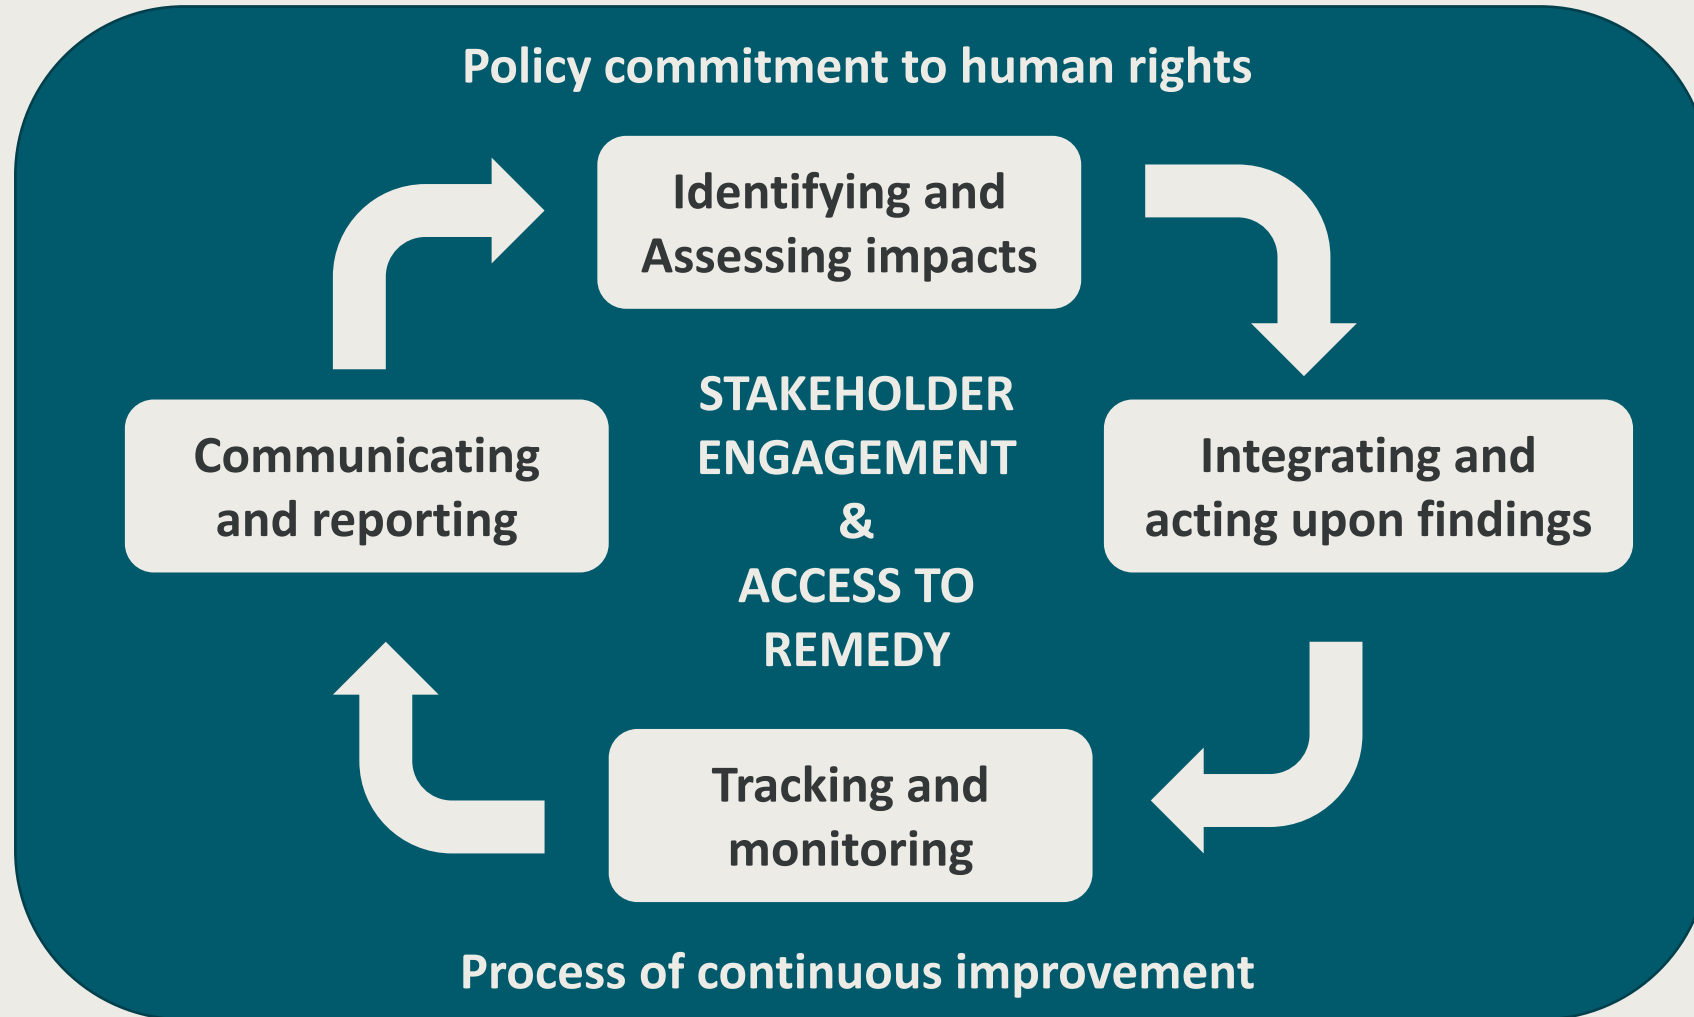 Policy commitment to human rights
Identifying and
Assessing impacts
Communicating
and reporting
STAKEHOLDER
ENGAGEMENT
&
ACCESS TO
REMEDY
Integrating and
acting upon findings
Tracking and
monitoring
Process of continuous improvement